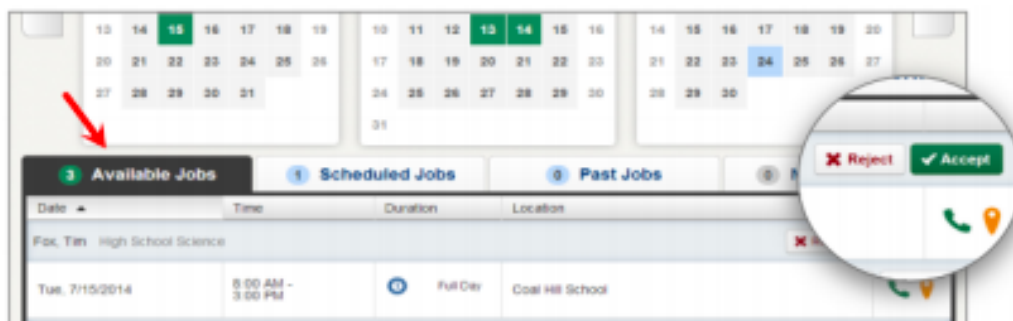 13 14 15 16 17 18 19 10 11 12 13 14 15 16 14 15 16 17 18 19 20
20 21 22 23 24 25 26 17 18 19 20 21 22 23 21 22 23 24 25 26 27
27 28 29 30 31 24 25 26 27 28 29 30 28 29 30
31
3 Available Jobs 1 Scheduled Jobs 0 Past Jobs 0 N
Reject Accept
Date Time Duration Location
Fox, Tim High School Science
Tue, 7/15/2014 8:00 AM - 3:00 PM Full Day Coal Hill School